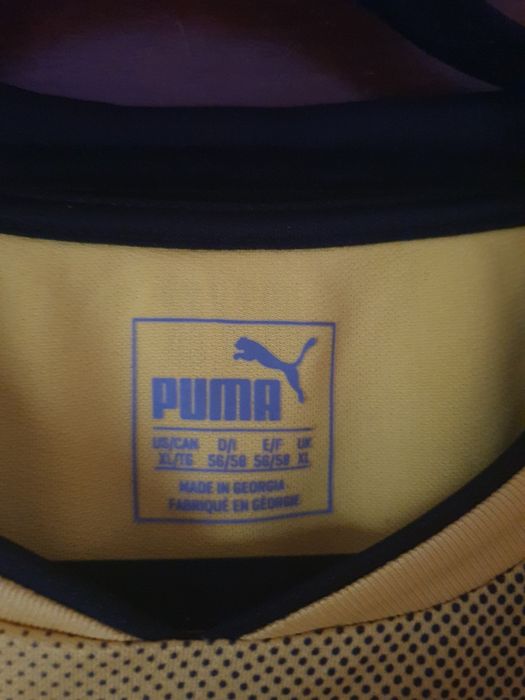 PUMA
US/CAN D/I E/F UK
XL/TG 56/58 56/58 XL
MADE IN GEORGIA
FABRIQUÉ EN GÉORGIE